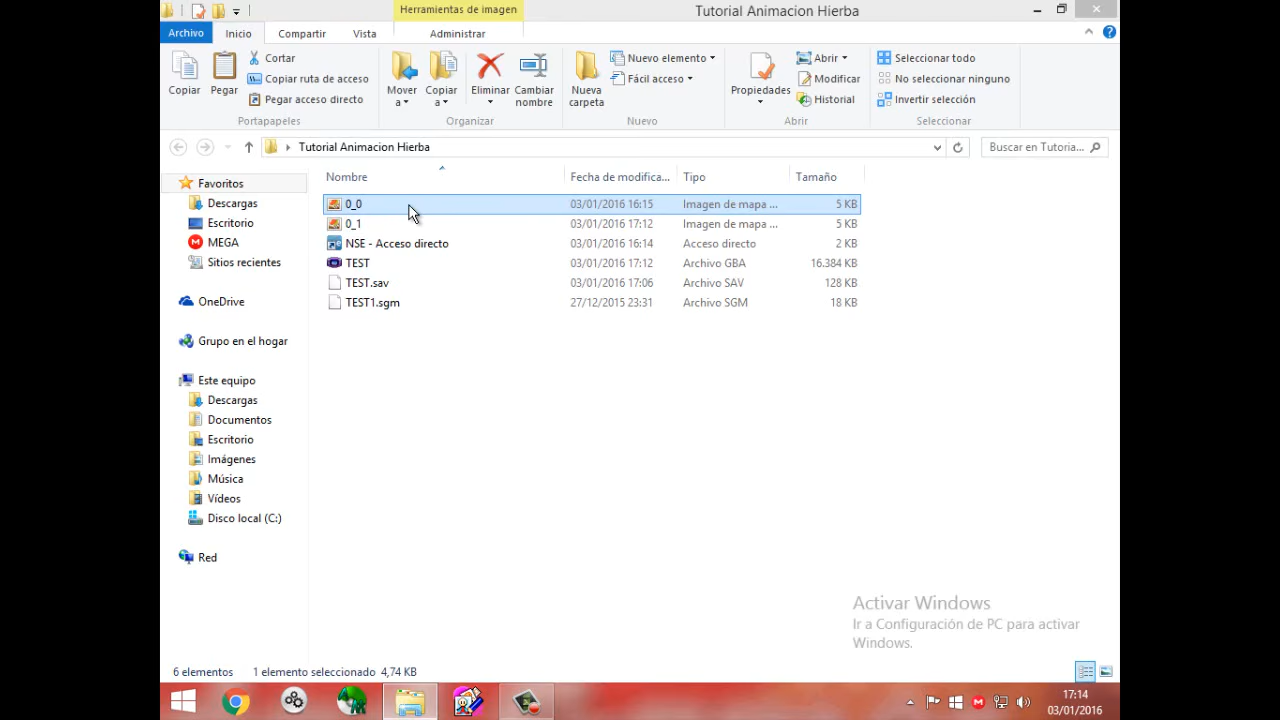 Herramientas de imagen
Tutorial Animacion Hierba
Archivo Inicio Compartir Vista Administrar
Copiar
Pegar
Cortar
Copiar ruta de acceso
Pegar acceso directo
Portapapeles
Mover a
Copiar a
Eliminar
Cambiar nombre
Organizar
Nueva carpeta
Nuevo elemento
Fácil acceso
Nuevo
Propiedades
Abrir
Modificar
Historial
Abrir
Seleccionar todo
No seleccionar ninguno
Invertir selección
Seleccionar
Tutorial Animacion Hierba
Buscar en Tutoria...
Nombre Fecha de modifica... Tipo Tamaño
0_0 03/01/2016 16:15 Imagen de mapa ... 5 KB
0_1 03/01/2016 17:12 Imagen de mapa ... 5 KB
NSE - Acceso directo 03/01/2016 16:14 Acceso directo 2 KB
TEST 03/01/2016 17:12 Archivo GBA 16.384 KB
TEST.sav 03/01/2016 17:06 Archivo SAV 128 KB
TEST1.sgm 27/12/2015 23:31 Archivo SGM 18 KB
Favoritos
Descargas
Escritorio
MEGA
Sitios recientes
OneDrive
Grupo en el hogar
Este equipo
Descargas
Documentos
Escritorio
Imágenes
Música
Vídeos
Disco local (C:)
Red
Activar Windows
Ir a Configuración de PC para activar
Windows.
6 elementos 1 elemento seleccionado 4,74 KB
17:14
03/01/2016